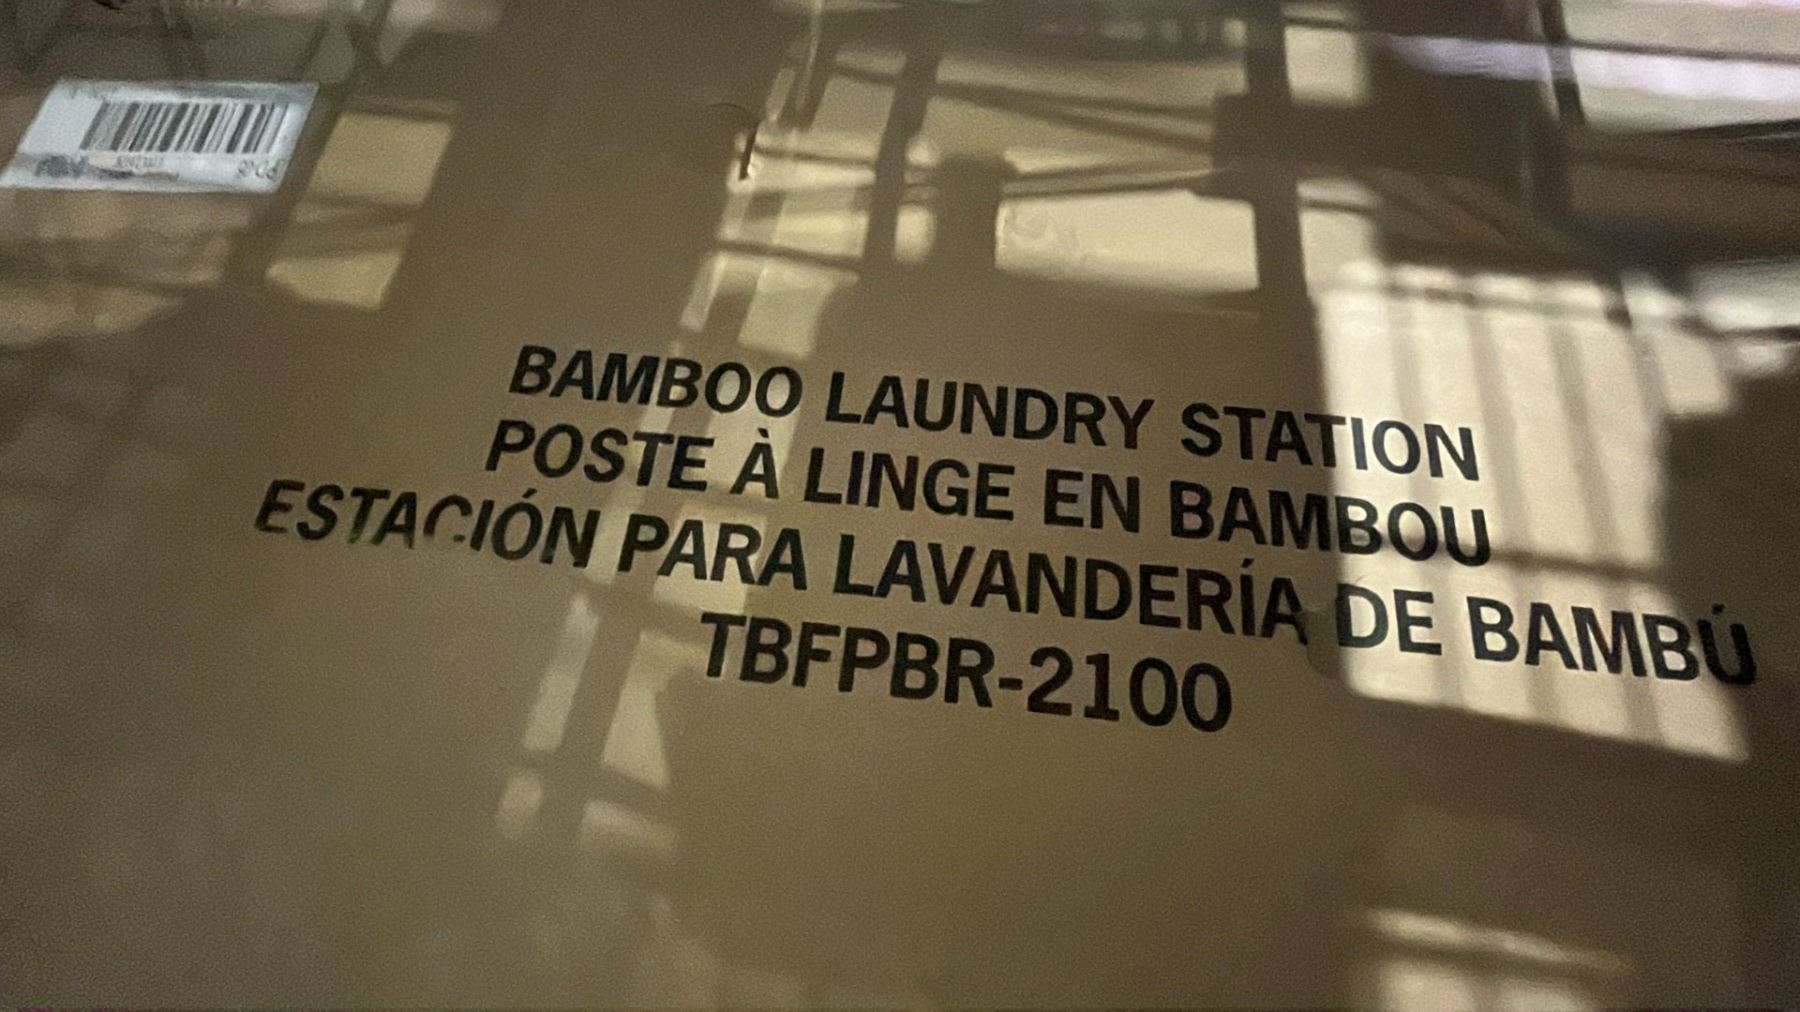 BAMBOO LAUNDRY STATION
POSTE À LINGE EN BAMBOU
ESTACIÓN PARA LAVANDERÍA DE BAMBÚ
TBFPBR-2100